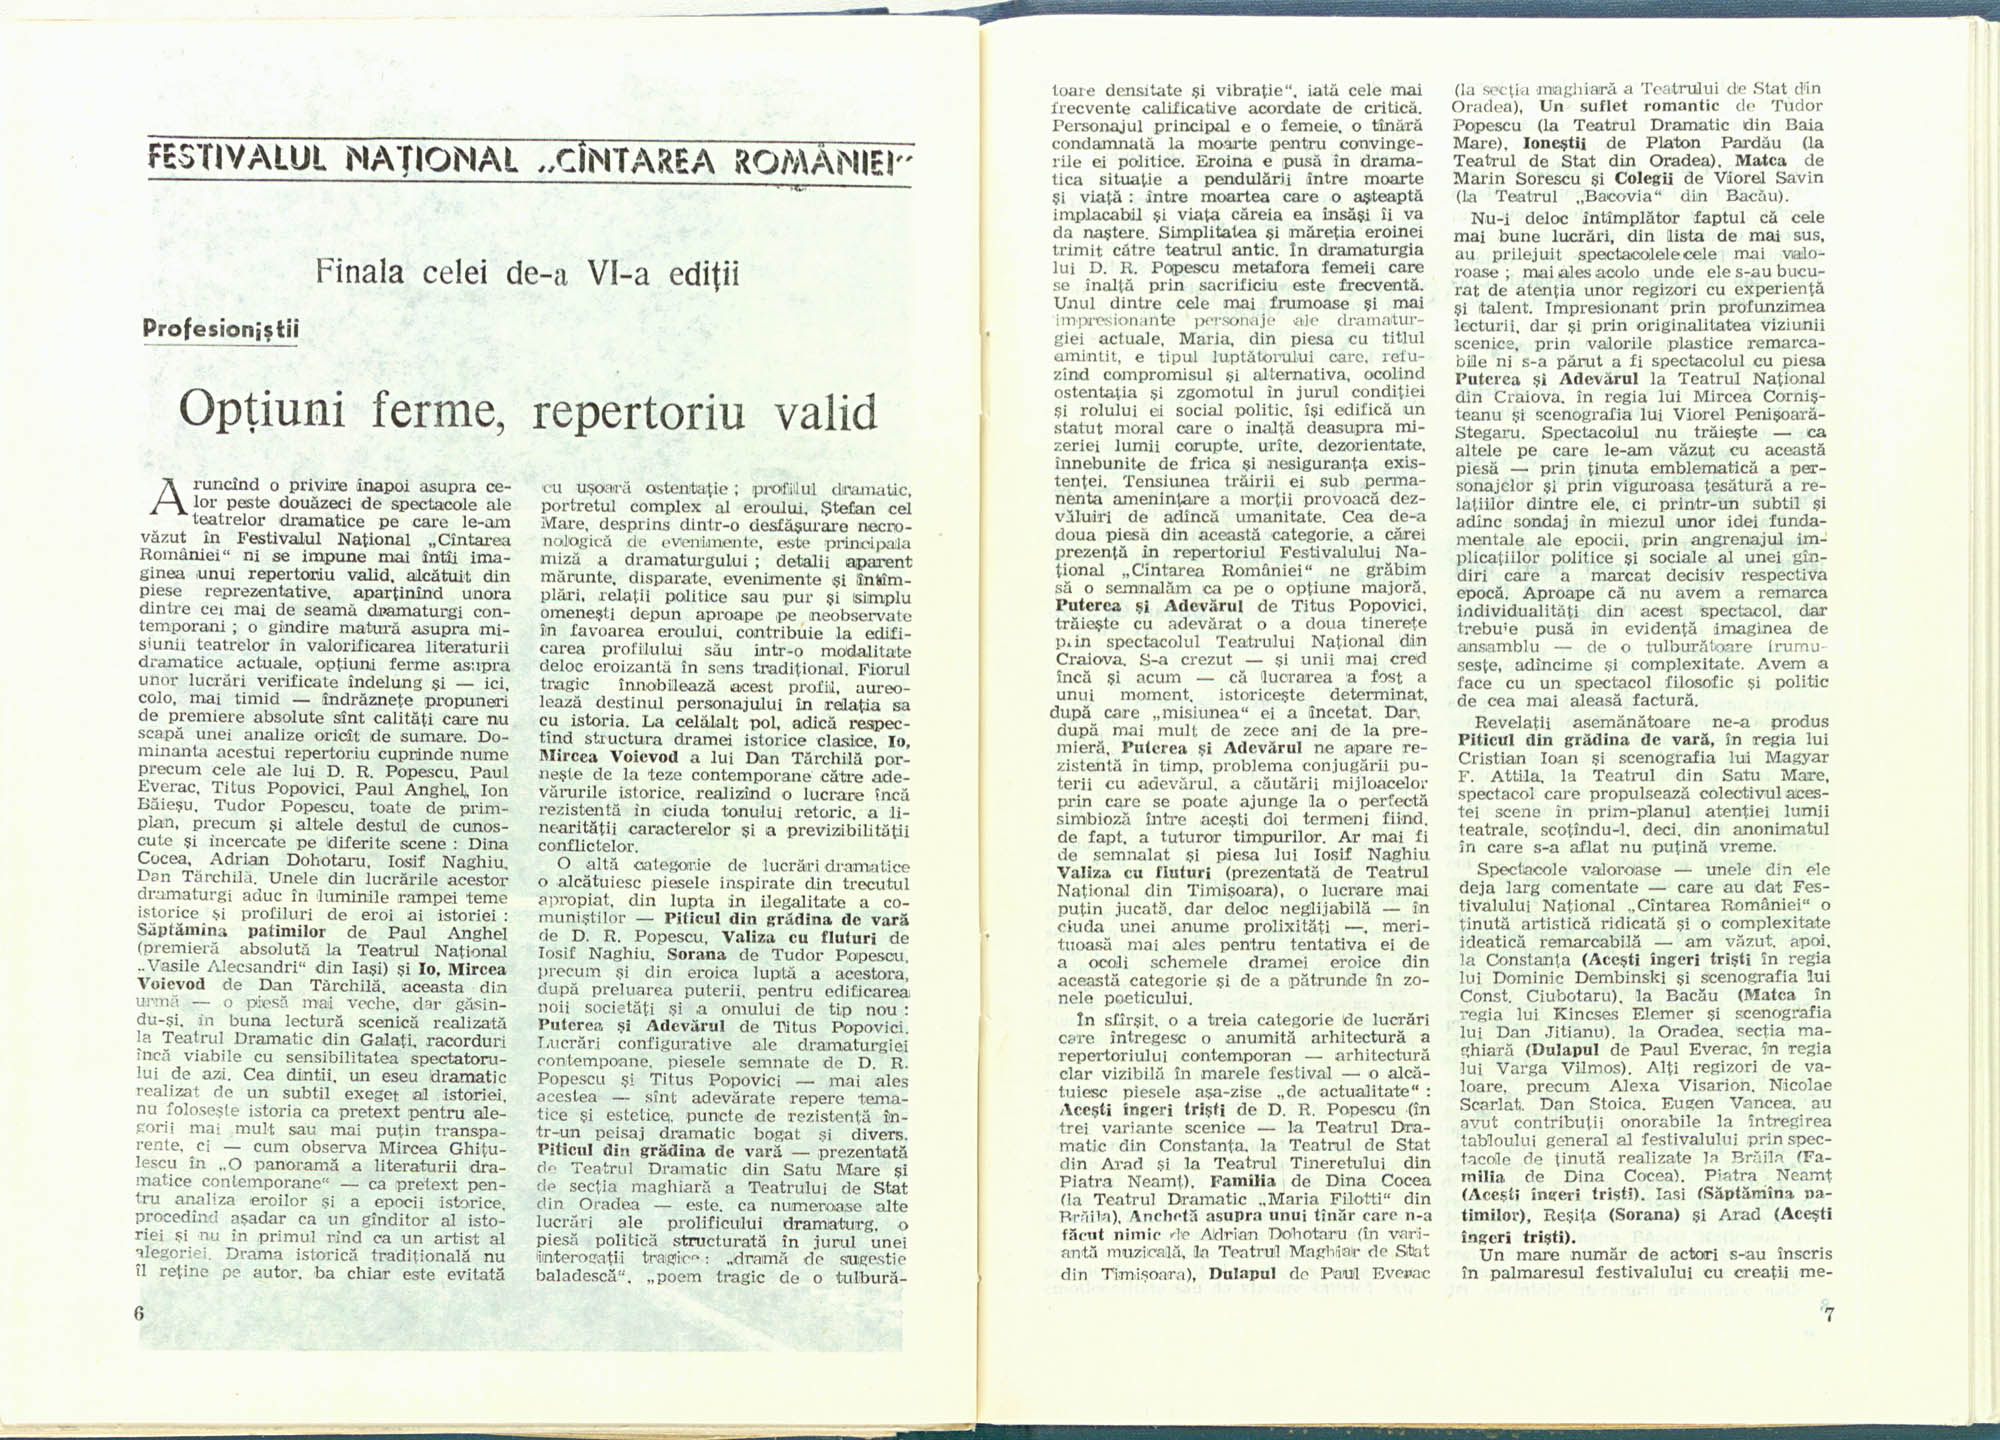 FESTIVALUL NAȚIONAL „CÎNTAREA ROMÂNIEI"
Finala celei de-a VI-a ediții
Profesioniștii
Opțiuni ferme, repertoriu valid
Aruncînd o privire înapoi asupra ce-
lor peste douăzeci de spectacole ale
teatrelor dramatice pe care le-am
văzut în Festivalul Național „Cîntarea
României“ ni se impune mai întîi ima-
ginea unui repertoriu valid, alcătuit din
piese reprezentative, aparținînd unora
dintre cei mai de seamă dramaturgi con-
temporani ; o gîndire matură asupra mi-
siunii teatrelor în valorificarea literaturii
dramatice actuale, opțiuni ferme asupra
unor lucrări verificate îndelung și — ici,
colo, mai timid — îndrăznețe propuneri
de premiere absolute sînt calități care nu
scapă unei analize oricît de sumare. Do-
minanta acestui repertoriu cuprinde nume
precum cele ale lui D. R. Popescu, Paul
Everac, Titus Popovici, Paul Anghel, Ion
Băieșu, Tudor Popescu, toate de prim-
plan, precum și altele destul de cunos-
cute și încercate pe diferite scene : Dina
Cocea, Adrian Dohotaru, Iosif Naghiu,
Dan Tărchilă. Unele din lucrările acestor
dramaturgi aduc în luminile rampei teme
istorice și profiluri de eroi ai istoriei :
Săptămîna patimilor de Paul Anghel
(premieră absolută la Teatrul Național
„Vasile Alecsandri“ din Iași) și Io, Mircea
Voievod de Dan Tărchilă, aceasta din
urmă — o piesă mai veche, dar găsin-
du-și, în buna lectură scenică realizată
la Teatrul Dramatic din Galați, racorduri
încă viabile cu sensibilitatea spectatoru-
lui de azi. Cea dintîi, un eseu dramatic
realizat de un subtil exeget al istoriei,
nu folosește istoria ca pretext pentru ale-
gorii mai mult sau mai puțin transpa-
rente, ci — cum observa Mircea Ghițu-
lescu în „O panoramă a literaturii dra-
matice contemporane“ — ca pretext pen-
tru analiza eroilor și a epocii istorice,
procedînd așadar ca un gînditor al isto-
riei și nu în primul rînd ca un artist al
alegoriei. Drama istorică tradițională nu
îl reține pe autor, ba chiar este evitată
6
cu ușoară ostentație ; profilul dramatic,
portretul complex al eroului, Ștefan cel
Mare, desprins dintr-o desfășurare necro-
nologică de evenimente, este principala
miză a dramaturgului ; detalii aparent
mărunte, disparate, evenimente și întîm-
plări, relații politice sau pur și simplu
omenești depun aproape pe neobservate
în favoarea eroului, contribuie la edifi-
carea profilului său într-o modalitate
deloc eroizantă în sens tradițional. Fiorul
tragic înnobilează acest profil, aureo-
lează destinul personajului în relația sa
cu istoria. La celălalt pol, adică respec-
tînd structura dramei istorice clasice, Io,
Mircea Voievod a lui Dan Tărchilă por-
nește de la teze contemporane către ade-
vărurile istorice, realizînd o lucrare încă
rezistentă în ciuda tonului retoric, a li-
nearității caracterelor și a previzibilității
conflictelor.
O altă categorie de lucrări dramatice
o alcătuiesc piesele inspirate din trecutul
apropiat, din lupta în ilegalitate a co-
muniștilor — Piticul din grădina de vară
de D. R. Popescu, Valiza cu fluturi de
Iosif Naghiu, Sorana de Tudor Popescu,
precum și din eroica luptă a acestora,
după preluarea puterii, pentru edificarea
noii societăți și a omului de tip nou :
Puterea și Adevărul de Titus Popovici.
Lucrări configurative ale dramaturgiei
contempoane, piesele semnate de D. R.
Popescu și Titus Popovici — mai ales
acestea — sînt adevărate repere tema-
tice și estetice, puncte de rezistență în-
tr-un peisaj dramatic bogat și divers.
Piticul din grădina de vară — prezentată
de Teatrul Dramatic din Satu Mare și
de secția maghiară a Teatrului de Stat
din Oradea — este, ca numeroase alte
lucrări ale prolificului dramaturg, o
piesă politică structurată în jurul unei
interogații tragice : „dramă de sugestie
baladescă“, „poem tragic de o tulbură-
toare densitate și vibrație“, iată cele mai
frecvente calificative acordate de critică.
Personajul principal e o femeie, o tînără
condamnată la moarte pentru convinge-
rile ei politice. Eroina e pusă în drama-
tica situație a pendulării între moarte
și viață : între moartea care o așteaptă
implacabil și viața căreia ea însăși îi va
da naștere. Simplitatea și măreția eroinei
trimit către teatrul antic. În dramaturgia
lui D. R. Popescu metafora femeii care
se înalță prin sacrificiu este frecventă.
Unul dintre cele mai frumoase și mai
impresionante personaje ale dramatur-
giei actuale, Maria, din piesa cu titlul
amintit, e tipul luptătorului care, refu-
zînd compromisul și alternativa, ocolind
ostentația și zgomotul în jurul condiției
și rolului ei social politic, își edifică un
statut moral care o înalță deasupra mi-
zeriei lumii corupte, urîte, dezorientate,
înnebunite de frica și nesiguranța exis-
tenței. Tensiunea trăirii ei sub perma-
nenta amenințare a morții provoacă dez-
văluiri de adîncă umanitate. Cea de-a
doua piesă din această categorie, a cărei
prezență în repertoriul Festivalului Na-
țional „Cîntarea României“ ne grăbim
să o semnalăm ca pe o opțiune majoră,
Puterea și Adevărul de Titus Popovici,
trăiește cu adevărat o a doua tinerețe
prin spectacolul Teatrului Național din
Craiova. S-a crezut — și unii mai cred
încă și acum — că lucrarea a fost a
unui moment, istoricește determinat,
după care „misiunea“ ei a încetat. Dar,
după mai mult de zece ani de la pre-
mieră, Puterea și Adevărul ne apare re-
zistentă în timp, problema conjugării pu-
terii cu adevărul, a căutării mijloacelor
prin care se poate ajunge la o perfectă
simbioză între acești doi termeni fiind,
de fapt, a tuturor timpurilor. Ar mai fi
de semnalat și piesa lui Iosif Naghiu
Valiza cu fluturi (prezentată de Teatrul
Național din Timișoara), o lucrare mai
puțin jucată, dar deloc neglijabilă — în
ciuda unei anume prolixități —, meri-
tuoasă mai ales pentru tentativa ei de
a ocoli schemele dramei eroice din
această categorie și de a pătrunde în zo-
nele poeticului.
În sfîrșit, o a treia categorie de lucrări
care întregesc o anumită arhitectură a
repertoriului contemporan — arhitectură
clar vizibilă în marele festival — o alcă-
tuiesc piesele așa-zise „de actualitate“ :
Acești îngeri triști de D. R. Popescu (în
trei variante scenice — la Teatrul Dra-
matic din Constanța, la Teatrul de Stat
din Arad și la Teatrul Tineretului din
Piatra Neamț), Familia de Dina Cocea
(la Teatrul Dramatic „Maria Filotti“ din
Brăila), Anchetă asupra unui tînăr care n-a
făcut nimic de Adrian Dohotaru (în vari-
antă muzicală, la Teatrul Maghiar de Stat
din Timișoara), Dulapul de Paul Everac
(la secția maghiară a Teatrului de Stat din
Oradea), Un suflet romantic de Tudor
Popescu (la Teatrul Dramatic din Baia
Mare), Ioneștii de Platon Pardău (la
Teatrul de Stat din Oradea), Matca de
Marin Sorescu și Colegii de Viorel Savin
(la Teatrul „Bacovia“ din Bacău).
Nu-i deloc întîmplător faptul că cele
mai bune lucrări, din lista de mai sus,
au prilejuit spectacolele cele mai valo-
roase ; mai ales acolo unde ele s-au bucu-
rat de atenția unor regizori cu experiență
și talent. Impresionant prin profunzimea
lecturii, dar și prin originalitatea viziunii
scenice, prin valorile plastice remarca-
bile ni s-a părut a fi spectacolul cu piesa
Puterea și Adevărul la Teatrul Național
din Craiova, în regia lui Mircea Corniș-
teanu și scenografia lui Viorel Penișoară-
Stegaru. Spectacolul nu trăiește — ca
altele pe care le-am văzut cu această
piesă — prin ținuta emblematică a per-
sonajelor și prin viguroasa țesătură a re-
lațiilor dintre ele, ci printr-un subtil și
adînc sondaj în miezul unor idei funda-
mentale ale epocii, prin angrenajul im-
plicațiilor politice și sociale al unei gîn-
diri care a marcat decisiv respectiva
epocă. Aproape că nu avem a remarca
individualități din acest spectacol, dar
trebuie pusă în evidență imaginea de
ansamblu — de o tulburătoare frumu-
sețe, adîncime și complexitate. Avem a
face cu un spectacol filosofic și politic
de cea mai aleasă factură.
Revelații asemănătoare ne-a produs
Piticul din grădina de vară, în regia lui
Cristian Ioan și scenografia lui Magyar
F. Attila, la Teatrul din Satu Mare,
spectacol care propulsează colectivul aces-
tei scene în prim-planul atenției lumii
teatrale, scoțîndu-l, deci, din anonimatul
în care s-a aflat nu puțină vreme.
Spectacole valoroase — unele din ele
deja larg comentate — care au dat Fes-
tivalului Național „Cîntarea României“ o
ținută artistică ridicată și o complexitate
ideatică remarcabilă — am văzut, apoi,
la Constanța (Acești îngeri triști în regia
lui Dominic Dembinski și scenografia lui
Const. Ciubotaru), la Bacău (Matca în
regia lui Kincses Elemer și scenografia
lui Dan Jitianu), la Oradea, secția ma-
ghiară (Dulapul de Paul Everac, în regia
lui Varga Vilmos). Alți regizori de va-
loare, precum Alexa Visarion, Nicolae
Scarlat, Dan Stoica, Eugen Vancea, au
avut contribuții onorabile la întregirea
tabloului general al festivalului prin spec-
tacole de ținută realizate la Brăila (Fa-
milia de Dina Cocea), Piatra Neamț
(Acești îngeri triști), Iași (Săptămîna pa-
timilor), Reșița (Sorana) și Arad (Acești
îngeri triști).
Un mare număr de actori s-au înscris
în palmaresul festivalului cu creații me-
7